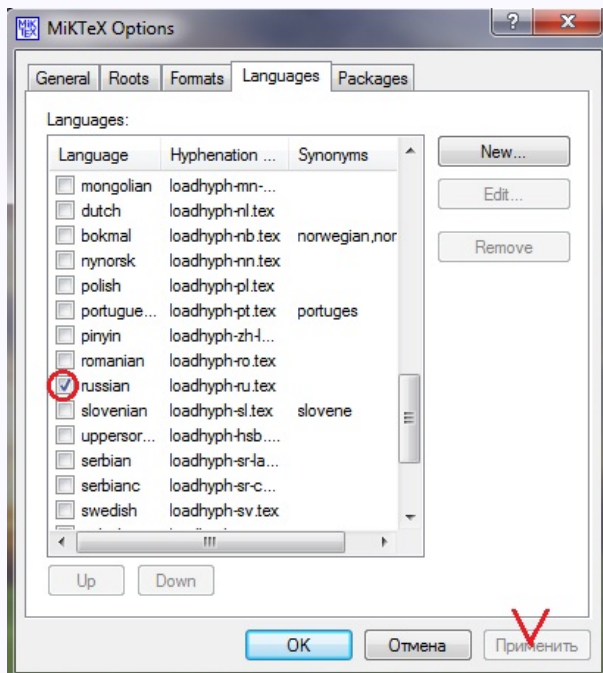 MiKTeX Options
General Roots Formats Languages Packages
Languages:
Language Hyphenation ... Synonyms
mongolian loadhyph-mn-...
dutch loadhyph-nl.tex
bokmal loadhyph-nb.tex norwegian,nor
nynorsk loadhyph-nn.tex
polish loadhyph-pl.tex
portugue... loadhyph-pt.tex portuges
pinyin loadhyph-zh-l...
romanian loadhyph-ro.tex
russian loadhyph-ru.tex
slovenian loadhyph-sl.tex slovene
uppersor... loadhyph-hsb....
serbian loadhyph-sr-la...
serbianc loadhyph-sr-c...
swedish loadhyph-sv.tex
New...
Edit...
Remove
Up Down
OK Отмена Применить